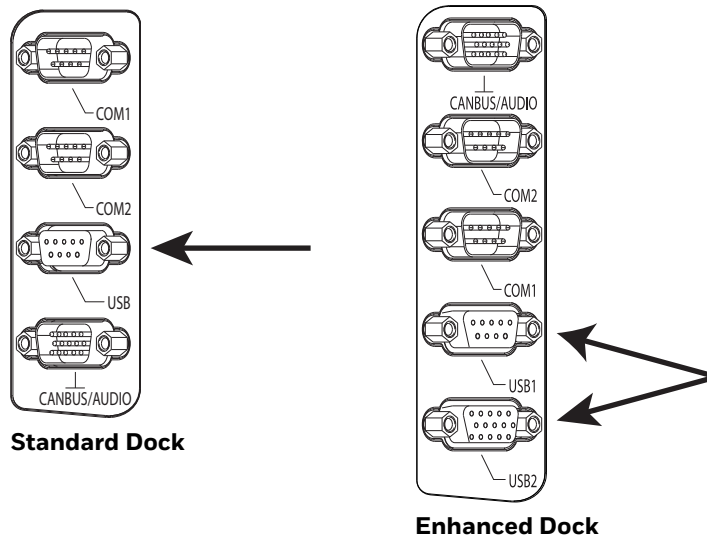 COM1
COM2
USB
CANBUS/AUDIO
Standard Dock
CANBUS/AUDIO
COM2
COM1
USB1
USB2
Enhanced Dock